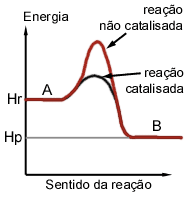 Energia
reação
não catalisada
reação
catalisada
A
Hr
Hp
B
Sentido da reação